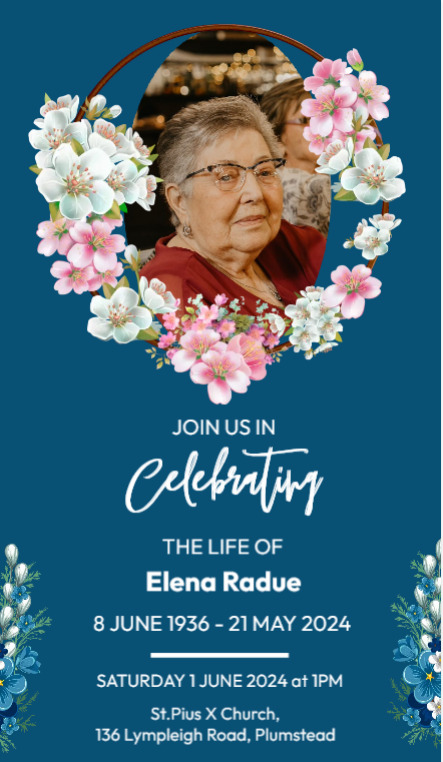 JOIN US IN
Celebrating
THE LIFE OF
Elena Radue
8 JUNE 1936 - 21 MAY 2024
SATURDAY 1 JUNE 2024 at 1PM
St.Pius X Church,
136 Lympleigh Road, Plumstead